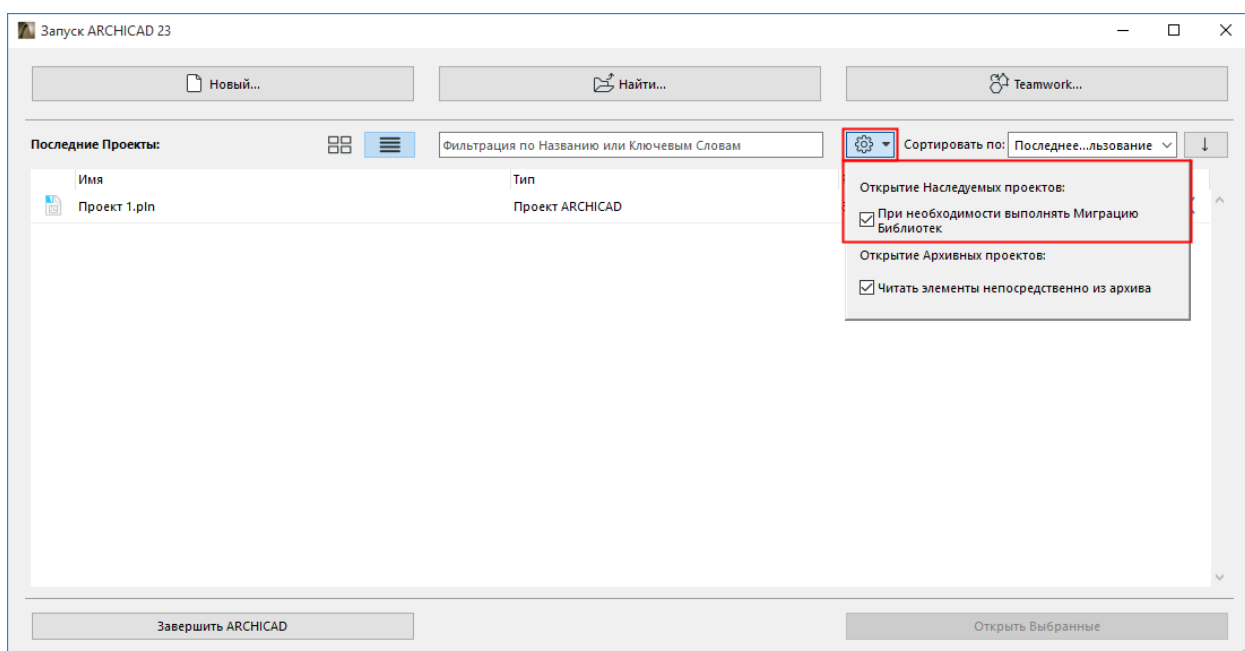 Запуск ARCHICAD 23
Новый...
Найти...
Teamwork...
Последние Проекты:
Фильтрация по Названию или Ключевым Словам
Сортировать по:
Последнее...льзование
Имя
Тип
Проект 1.pln
Проект ARCHICAD
Открытие Наследуемых проектов:
При необходимости выполнять Миграцию
Библиотек
Открытие Архивных проектов:
Читать элементы непосредственно из архива
Завершить ARCHICAD
Открыть Выбранные